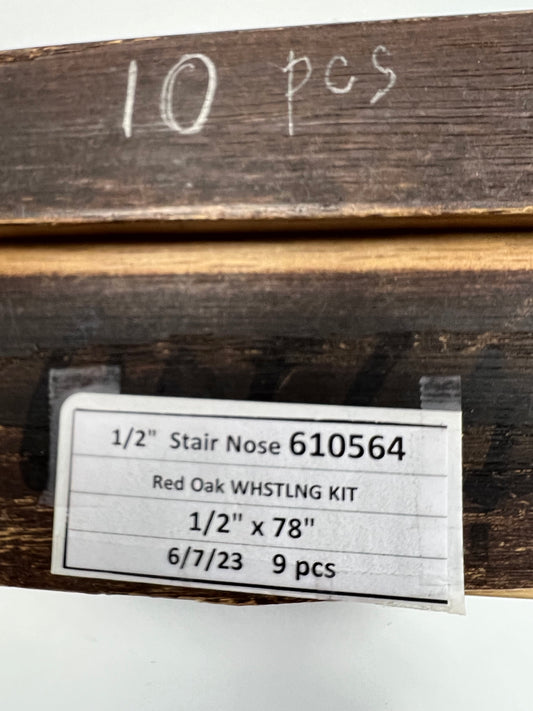 10 pcs
1/2" Stair Nose 610564
Red Oak WHSTLNG KIT
1/2" x 78"
6/7/23 9 pcs